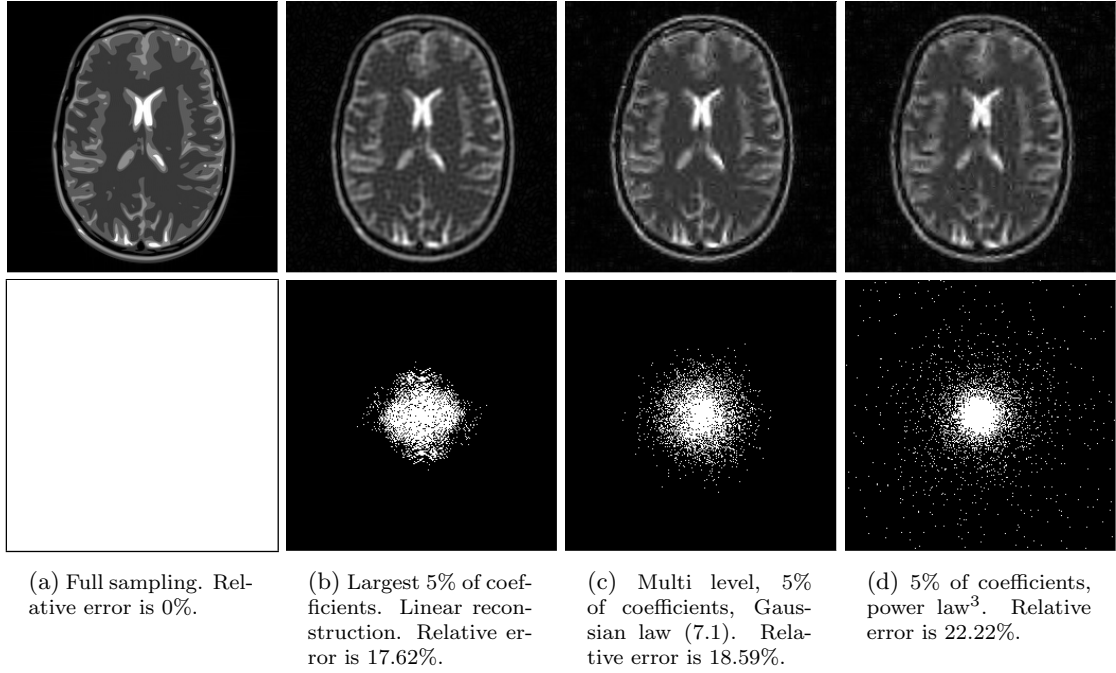 (a) Full sampling. Rel-
ative error is 0%.
(b) Largest 5% of coef-
ficients. Linear recon-
struction. Relative er-
ror is 17.62%.
(c) Multi level, 5%
of coefficients, Gaus-
sian law (7.1). Rela-
tive error is 18.59%.
(d) 5% of coefficients,
power law³. Relative
error is 22.22%.